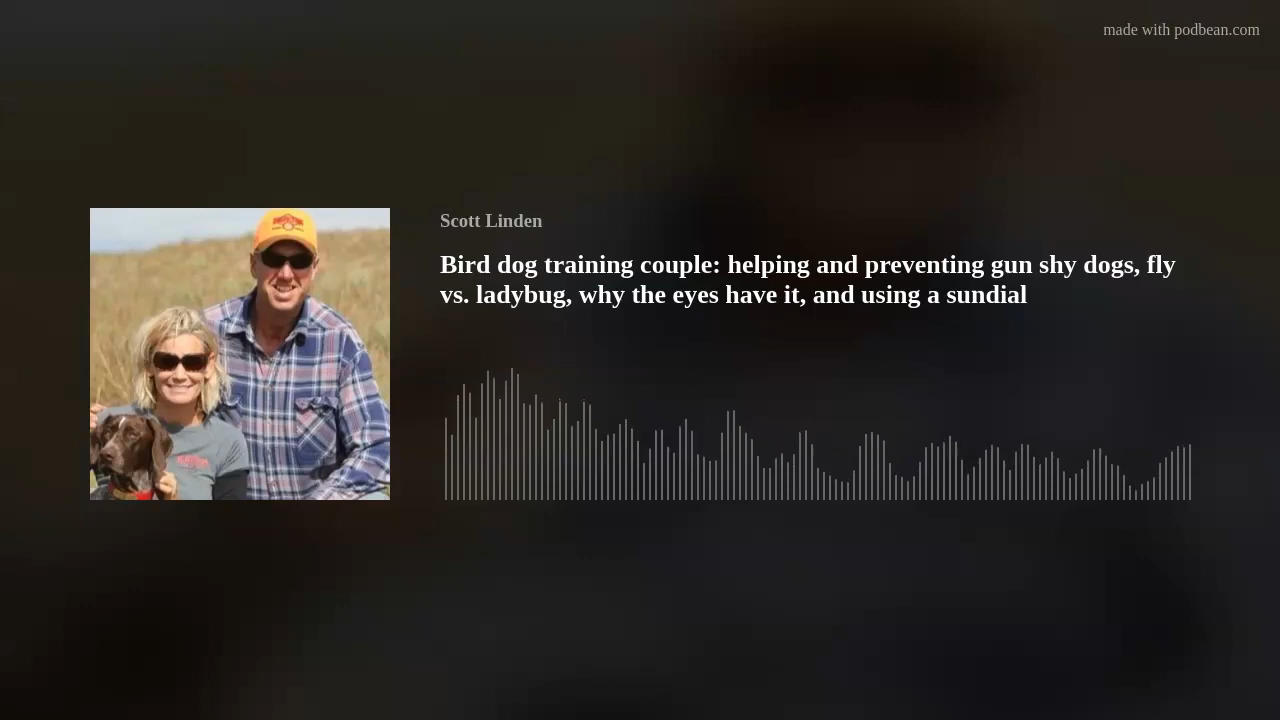 made with podbean.com
Scott Linden
Bird dog training couple: helping and preventing gun shy dogs, fly
vs. ladybug, why the eyes have it, and using a sundial